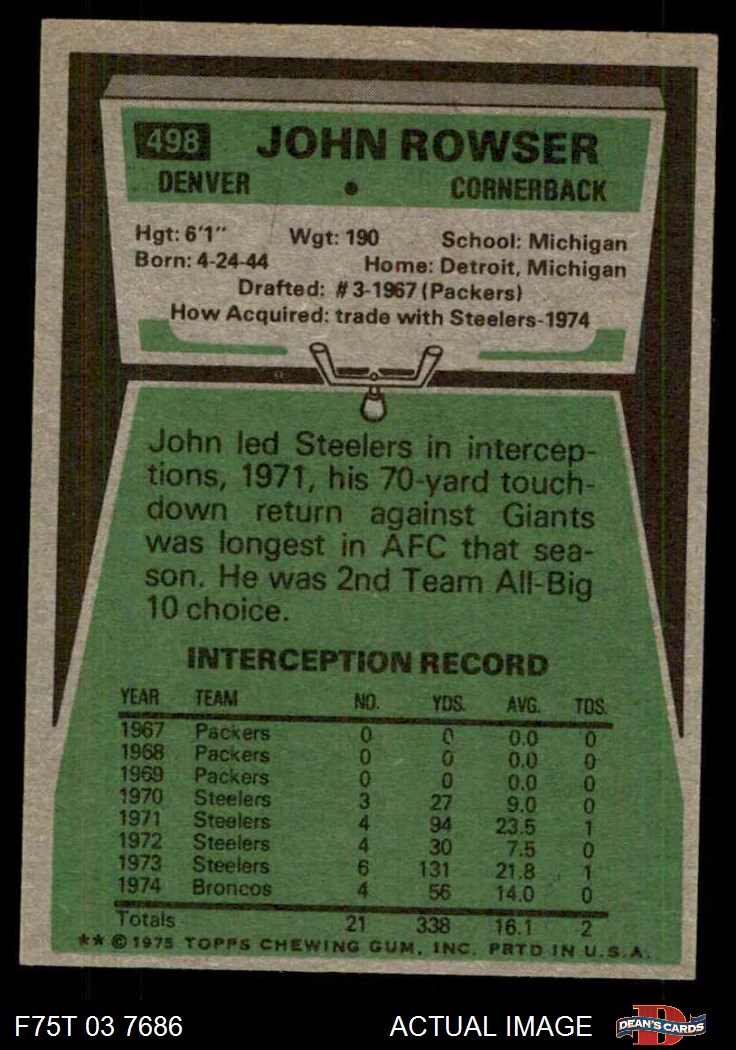 498 JOHN ROWSER
DENVER • CORNERBACK
Hgt: 6'1" Wgt: 190 School: Michigan
Born: 4-24-44 Home: Detroit, Michigan
Drafted: #3-1967 (Packers)
How Acquired: trade with Steelers-1974
John led Steelers in intercep-
tions, 1971, his 70-yard touch-
down return against Giants
was longest in AFC that sea-
son. He was 2nd Team All-Big
10 choice.
INTERCEPTION RECORD
YEAR TEAM NO. YDS. AVG. TDS.
1967 Packers 0 0 0.0 0
1968 Packers 0 0 0.0 0
1969 Packers 0 0 0.0 0
1970 Steelers 3 27 9.0 0
1971 Steelers 4 94 23.5 1
1972 Steelers 4 30 7.5 0
1973 Steelers 6 131 21.8 1
1974 Broncos 4 56 14.0 0
Totals 21 338 16.1 2
** © 1975 TOPPS CHEWING GUM, INC. PRTD IN U.S.A.
F75T 03 7686 ACTUAL IMAGE DEAN'S CARDS